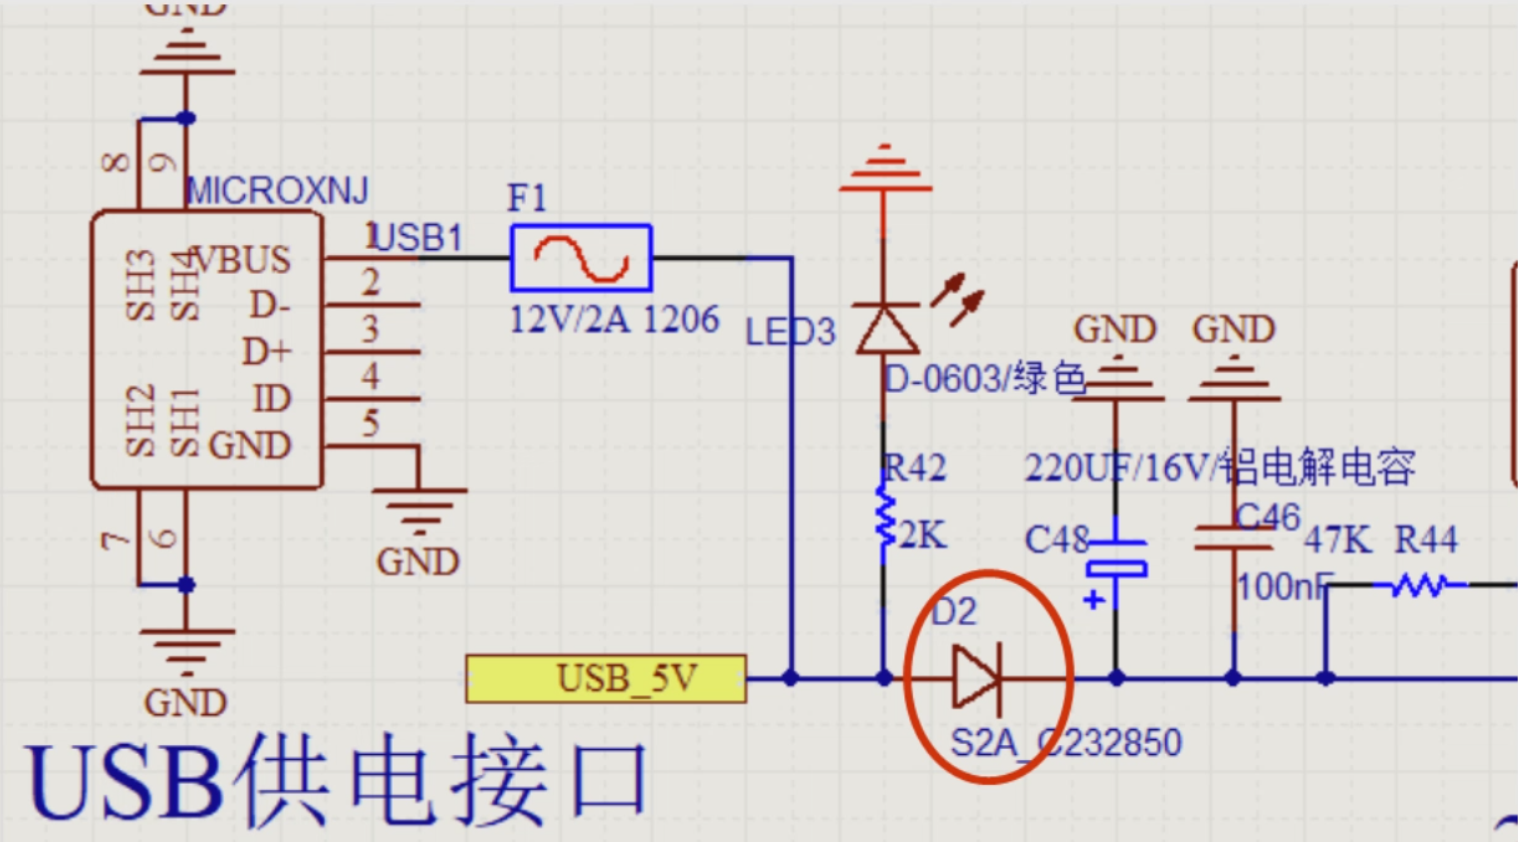 GND
8
9
MICROXNJ
SH3
SH4
VBUS
D-
D+
ID
GND
SH2
SH1
1
2
3
4
5
7
6
USB1
F1
12V/2A 1206
GND
GND
LED3
D-0603/绿色
GND
GND
R42
2K
220UF/16V/铝电解电容
C48
+
C46
100nF
47K
R44
D2
S2A_C232850
USB_5V
USB供电接口